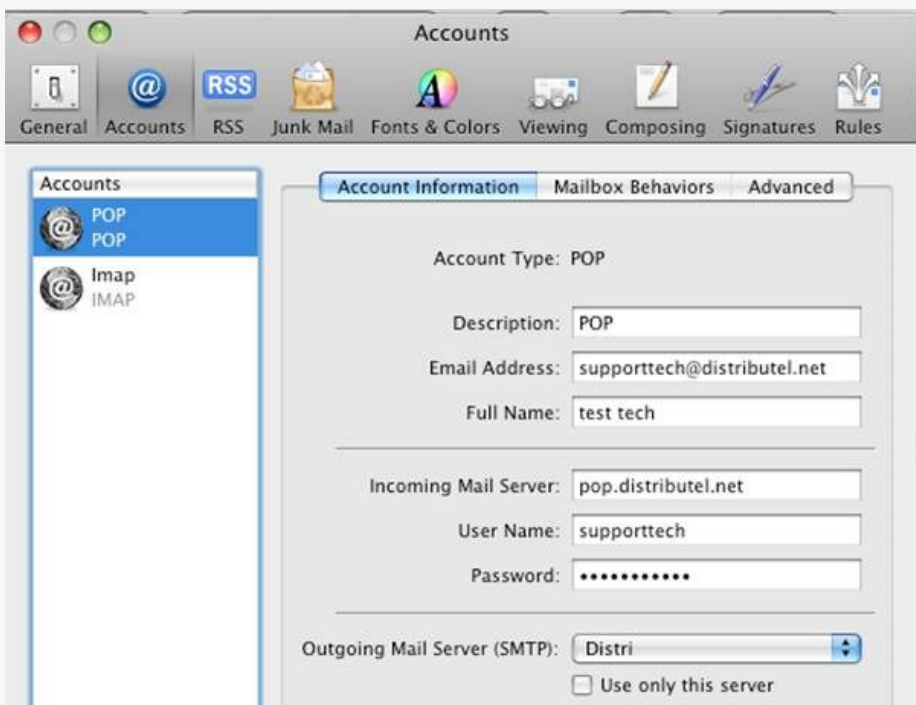 Accounts
General Accounts RSS Junk Mail Fonts & Colors Viewing Composing Signatures Rules
RSS
Accounts
POP
POP
Imap
IMAP
Account Information Mailbox Behaviors Advanced
Account Type: POP
Description: POP
Email Address: supporttech@distributel.net
Full Name: test tech
Incoming Mail Server: pop.distributel.net
User Name: supporttech
Password: •••••••••••
Outgoing Mail Server (SMTP): Distri
Use only this server